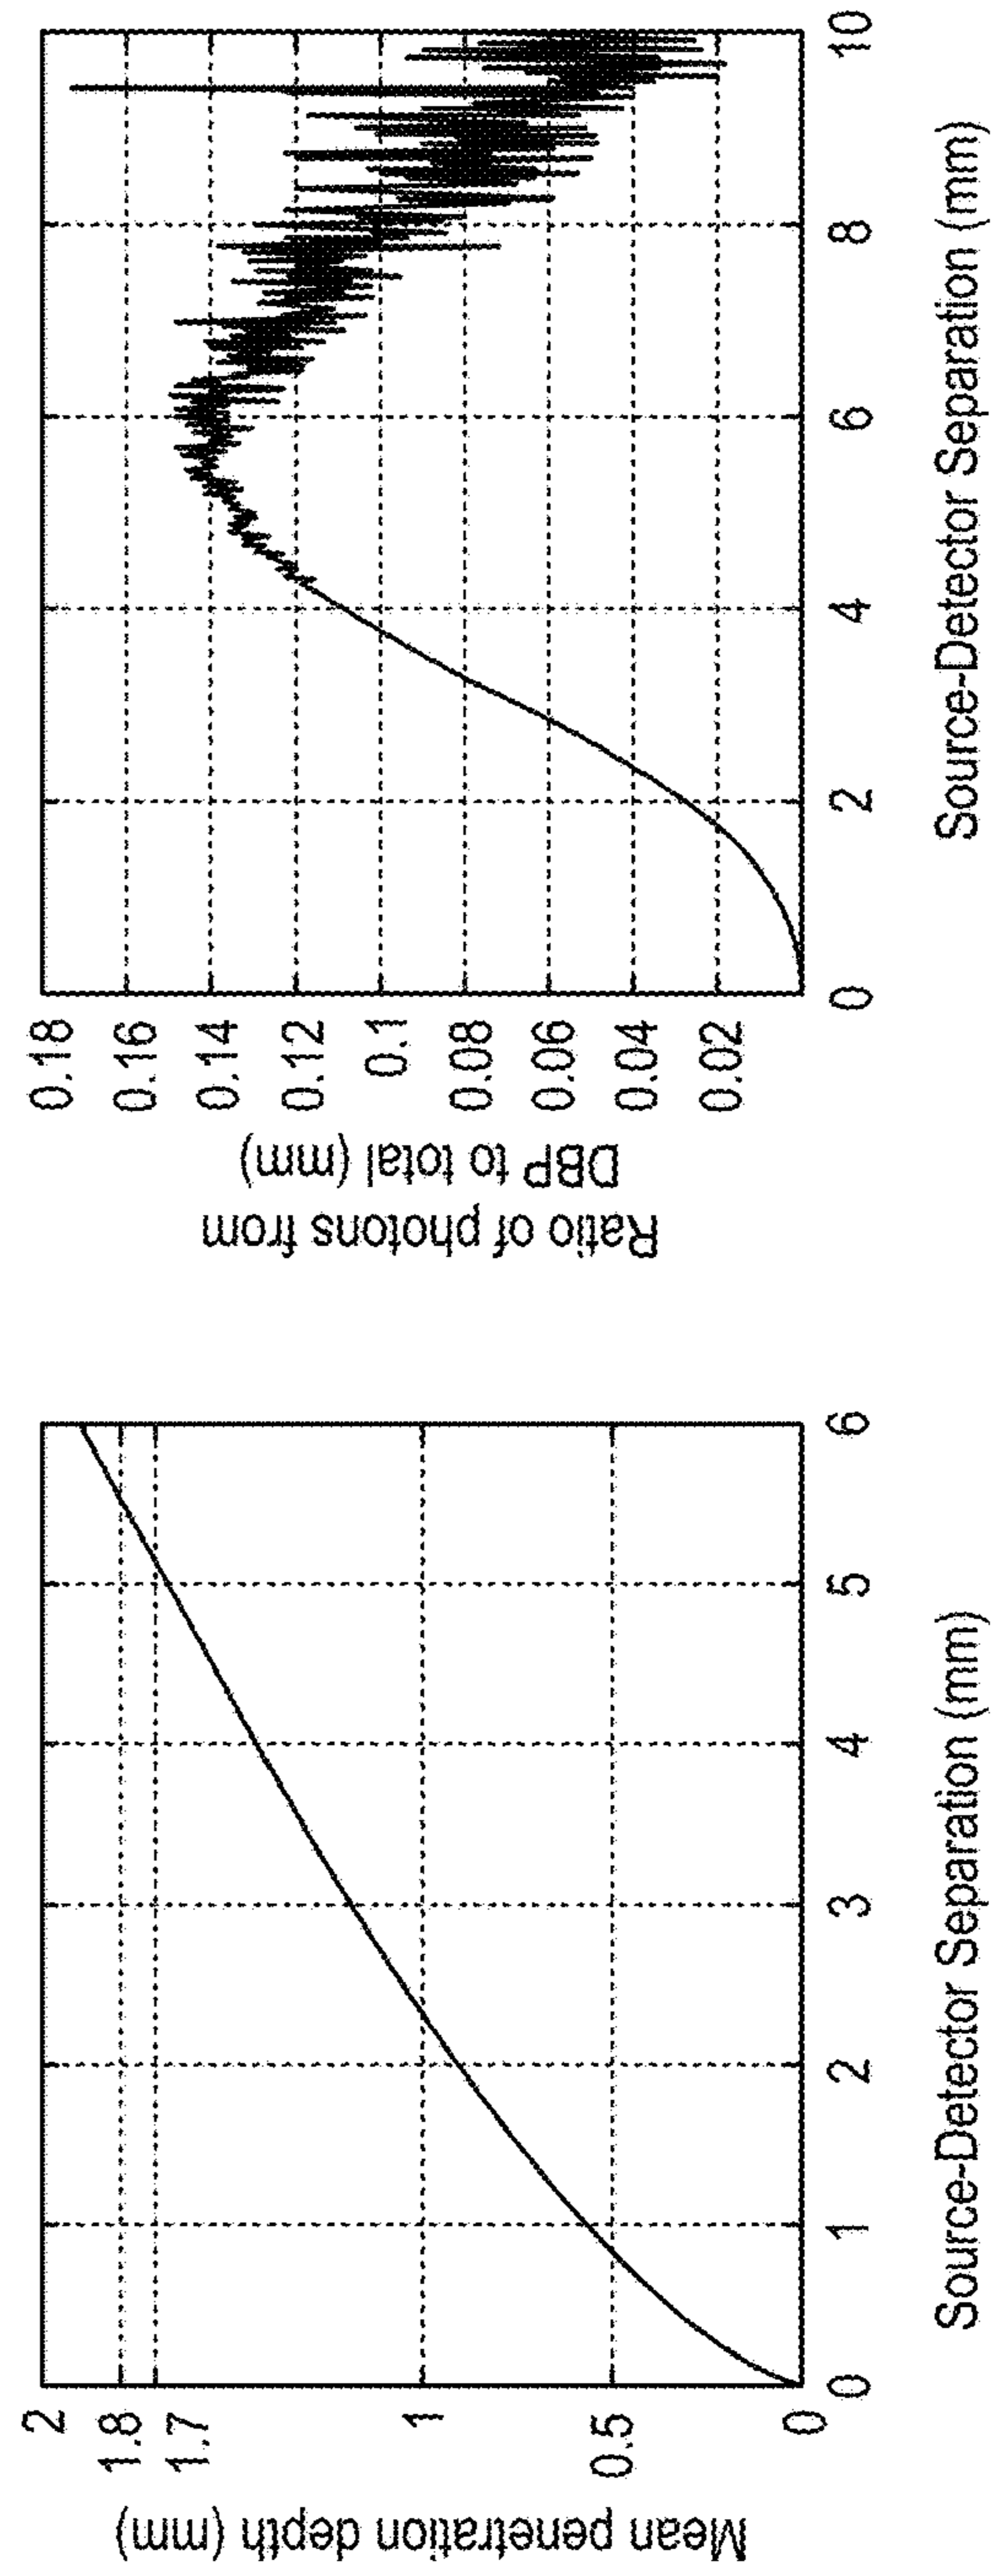 Mean penetration depth (mm)
2
1.8
1.7
1
0.5
0
0 1 2 3 4 5 6
Source-Detector Separation (mm)
Ratio of photons from
DBP to total (mm)
0.18
0.16
0.14
0.12
0.1
0.08
0.06
0.04
0.02
0 2 4 6 8 10
Source-Detector Separation (mm)